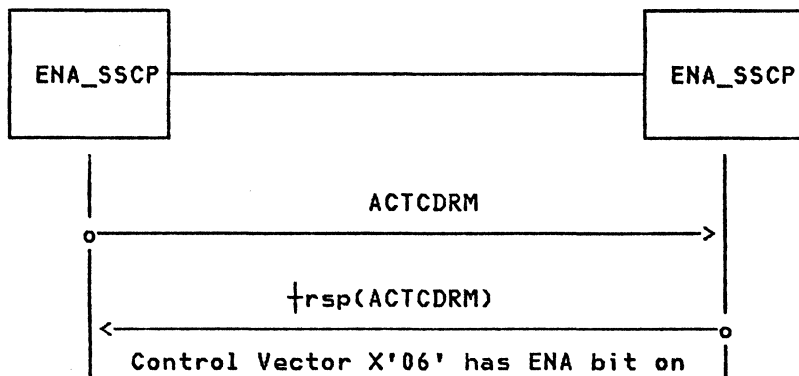 ENA_SSCP ENA_SSCP
ACTCDRM
+rsp(ACTCDRM)
Control Vector X'06' has ENA bit on